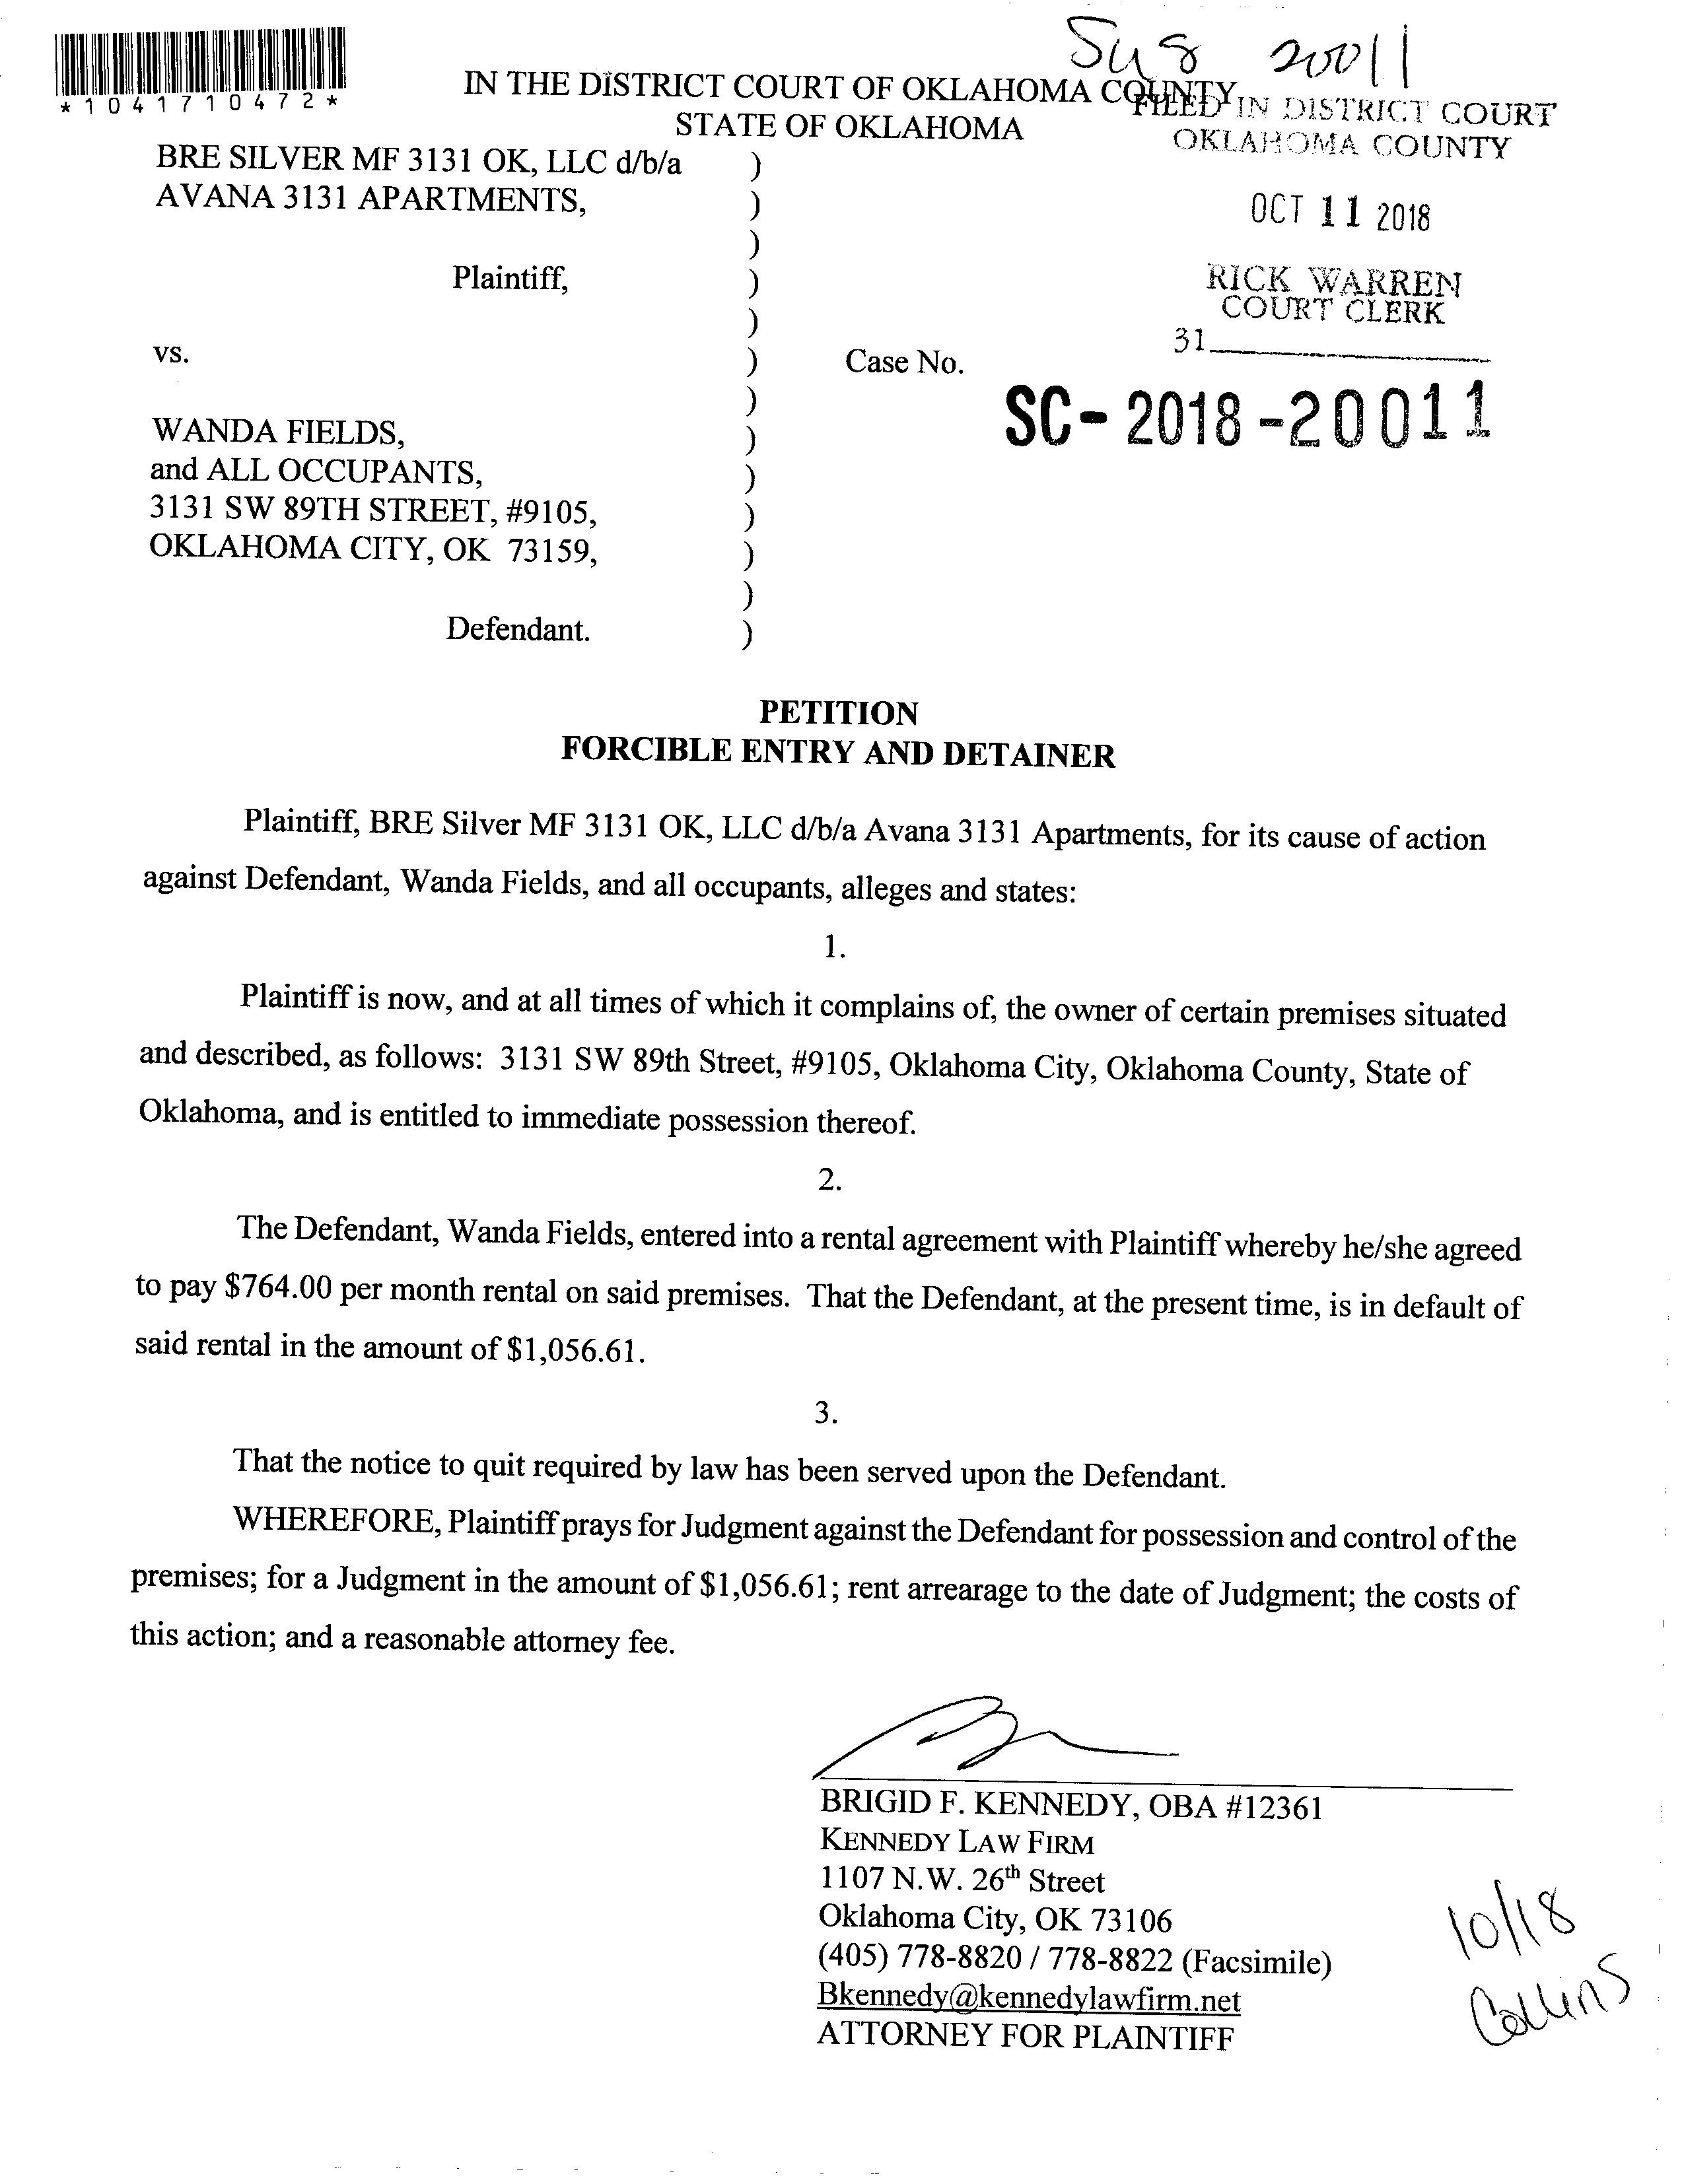 20011
*1041710472*
IN THE DISTRICT COURT OF OKLAHOMA COUNTY
STATE OF OKLAHOMA
FILED IN DISTRICT COURT
OKLAHOMA COUNTY
OCT 11 2018
RICK WARREN
COURT CLERK
31
BRE SILVER MF 3131 OK, LLC d/b/a )
AVANA 3131 APARTMENTS, )
)
Plaintiff, )
)
vs. ) Case No.
SC-2018-20011
)
WANDA FIELDS, )
and ALL OCCUPANTS, )
3131 SW 89TH STREET, #9105, )
OKLAHOMA CITY, OK 73159, )
)
Defendant. )
PETITION
FORCIBLE ENTRY AND DETAINER
Plaintiff, BRE Silver MF 3131 OK, LLC d/b/a Avana 3131 Apartments, for its cause of action
against Defendant, Wanda Fields, and all occupants, alleges and states:
1.
Plaintiff is now, and at all times of which it complains of, the owner of certain premises situated
and described, as follows: 3131 SW 89th Street, #9105, Oklahoma City, Oklahoma County, State of
Oklahoma, and is entitled to immediate possession thereof.
2.
The Defendant, Wanda Fields, entered into a rental agreement with Plaintiff whereby he/she agreed
to pay $764.00 per month rental on said premises. That the Defendant, at the present time, is in default of
said rental in the amount of $1,056.61.
3.
That the notice to quit required by law has been served upon the Defendant.
WHEREFORE, Plaintiff prays for Judgment against the Defendant for possession and control of the
premises; for a Judgment in the amount of $1,056.61; rent arrearage to the date of Judgment; the costs of
this action; and a reasonable attorney fee.
BRIGID F. KENNEDY, OBA #12361
KENNEDY LAW FIRM
1107 N.W. 26th Street
Oklahoma City, OK 73106
(405) 778-8820 / 778-8822 (Facsimile)
Bkennedy@kennedylawfirm.net
ATTORNEY FOR PLAINTIFF
10/18
Collins